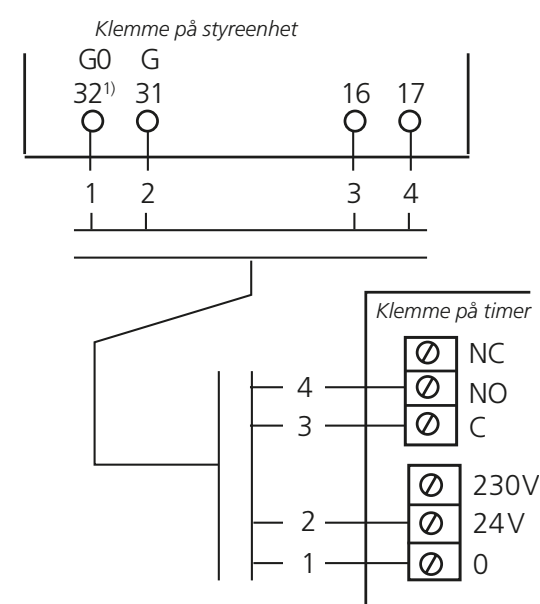 Klemme på styreenhet
G0 G
32¹⁾ 31 16 17
1 2 3 4
Klemme på timer
NC
4 NO
3 C
230V
2 24V
1 0